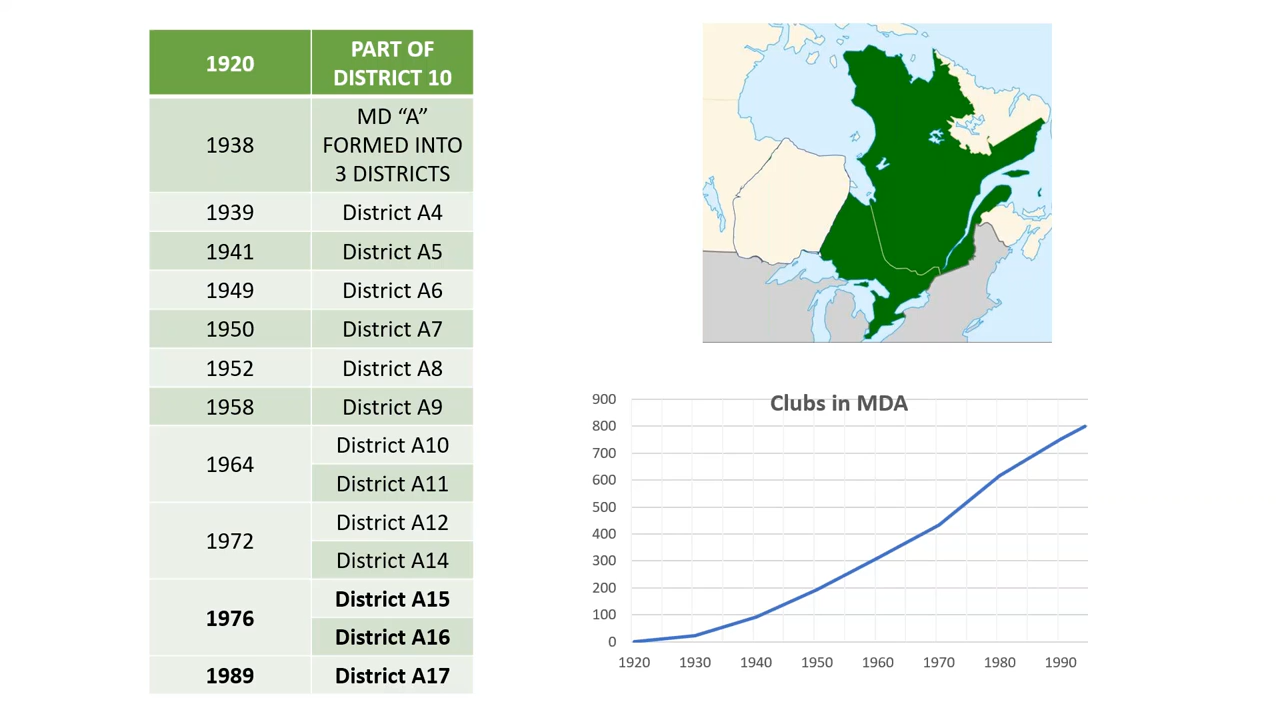 1920
PART OF
DISTRICT 10
1938
MD “A”
FORMED INTO
3 DISTRICTS
1939
District A4
1941
District A5
1949
District A6
1950
District A7
1952
District A8
1958
District A9
1964
District A10
District A11
1972
District A12
District A14
1976
District A15
District A16
1989
District A17
Clubs in MDA
900
800
700
600
500
400
300
200
100
0
1920 1930 1940 1950 1960 1970 1980 1990